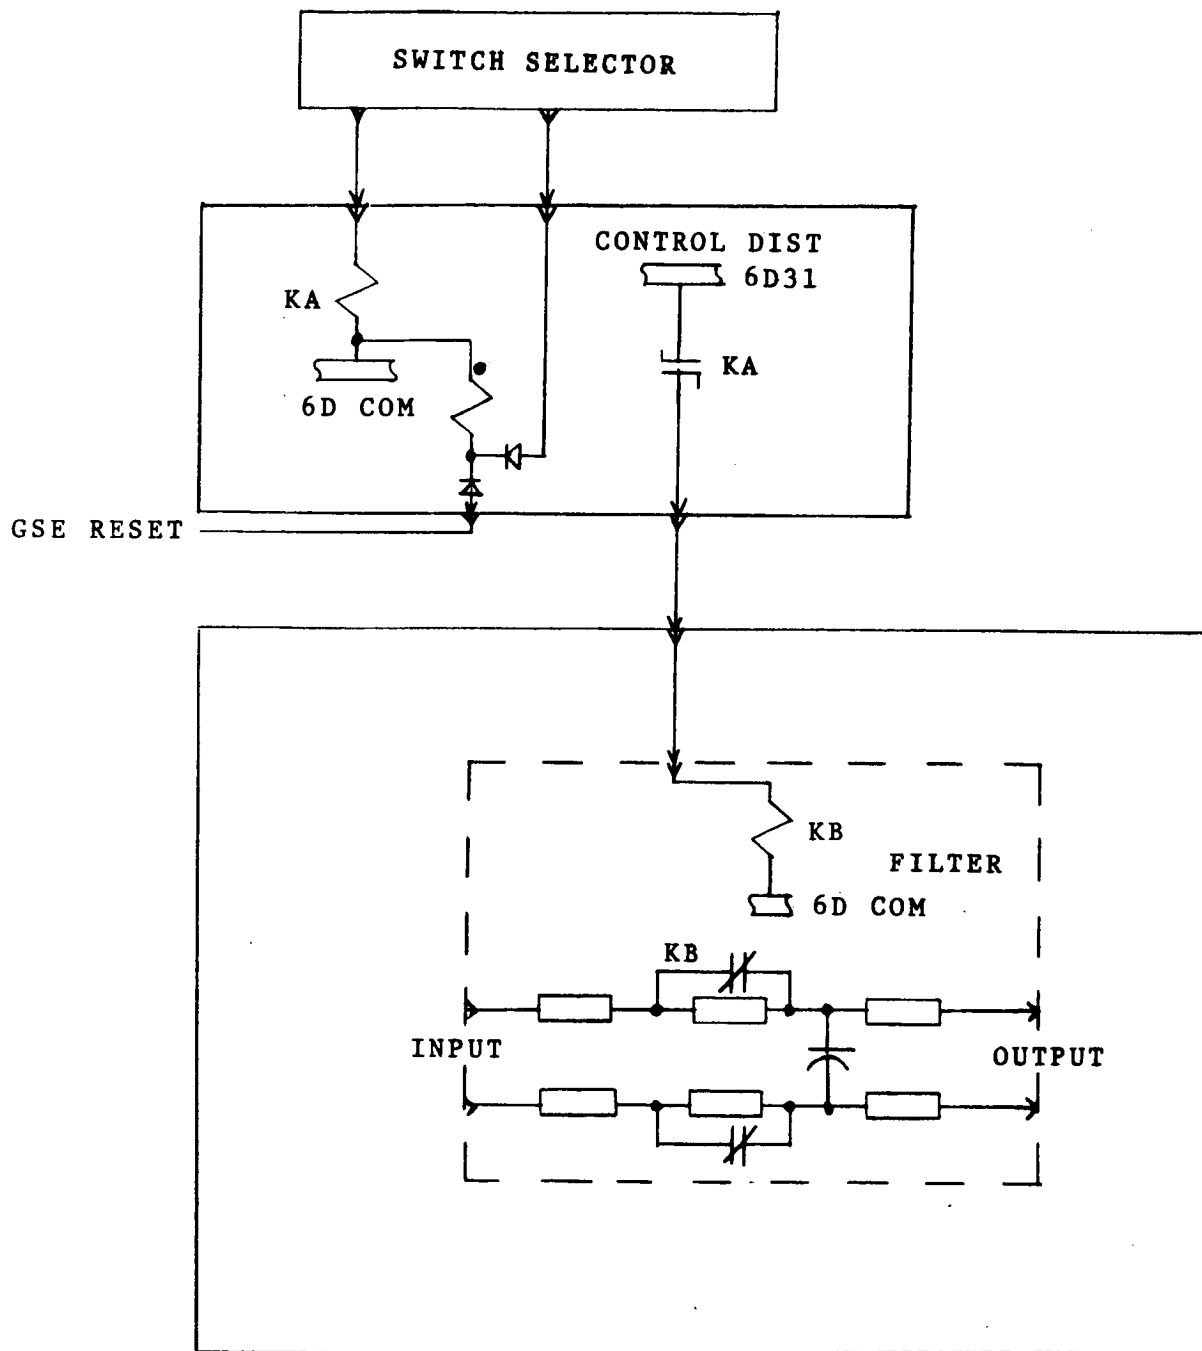 SWITCH SELECTOR
CONTROL DIST
6D31
KA
KA
6D COM
GSE RESET
KB
FILTER
6D COM
KB
INPUT
OUTPUT